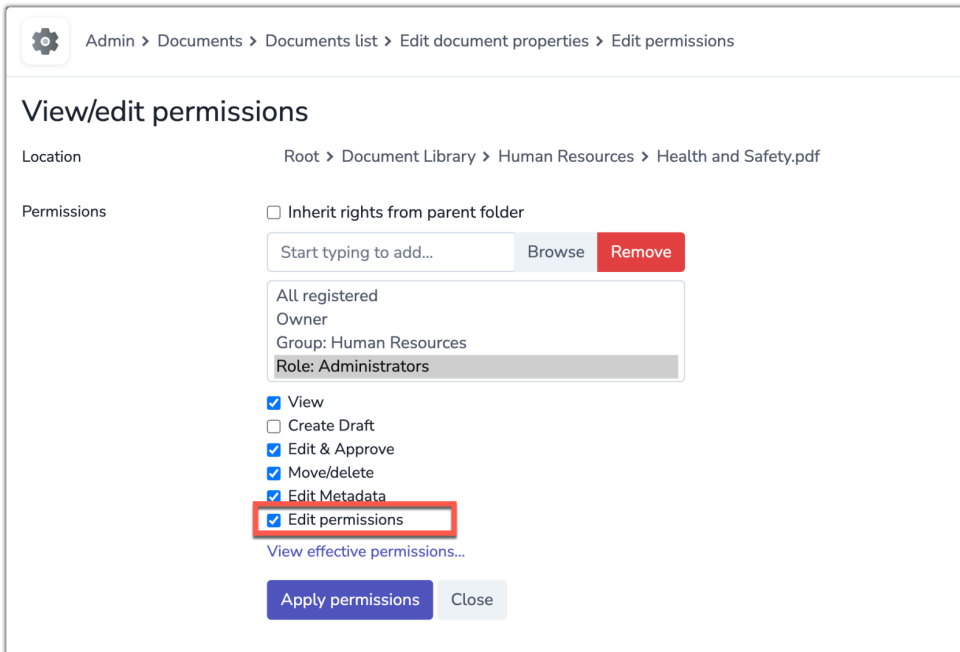 Admin > Documents > Documents list > Edit document properties > Edit permissions
View/edit permissions
Location Root > Document Library > Human Resources > Health and Safety.pdf
Permissions Inherit rights from parent folder
Start typing to add... Browse Remove
All registered
Owner
Group: Human Resources
Role: Administrators
View
Create Draft
Edit & Approve
Move/delete
Edit Metadata
Edit permissions
View effective permissions...
Apply permissions Close